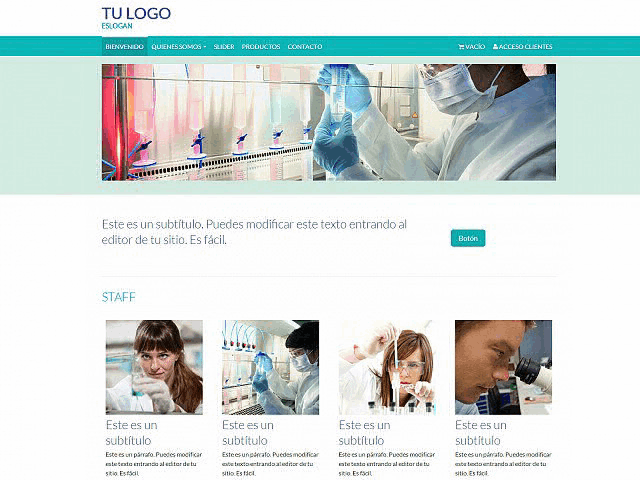 TU LOGO
ESLOGAN
BIENVENIDO QUIENES SOMOS SLIDER PRODUCTOS CONTACTO VACÍO ACCESO CLIENTES
Este es un subtítulo. Puedes modificar este texto entrando al
editor de tu sitio. Es fácil.
Botón
STAFF
Este es un Este es un Este es un Este es un
subtítulo subtítulo subtítulo subtítulo
Este es un párrafo. Puedes modificar Este es un párrafo. Puedes modificar Este es un párrafo. Puedes modificar Este es un párrafo. Puedes modificar
este texto entrando al editor de tu este texto entrando al editor de tu este texto entrando al editor de tu este texto entrando al editor de tu
sitio. Es fácil. sitio. Es fácil. sitio. Es fácil. sitio. Es fácil.